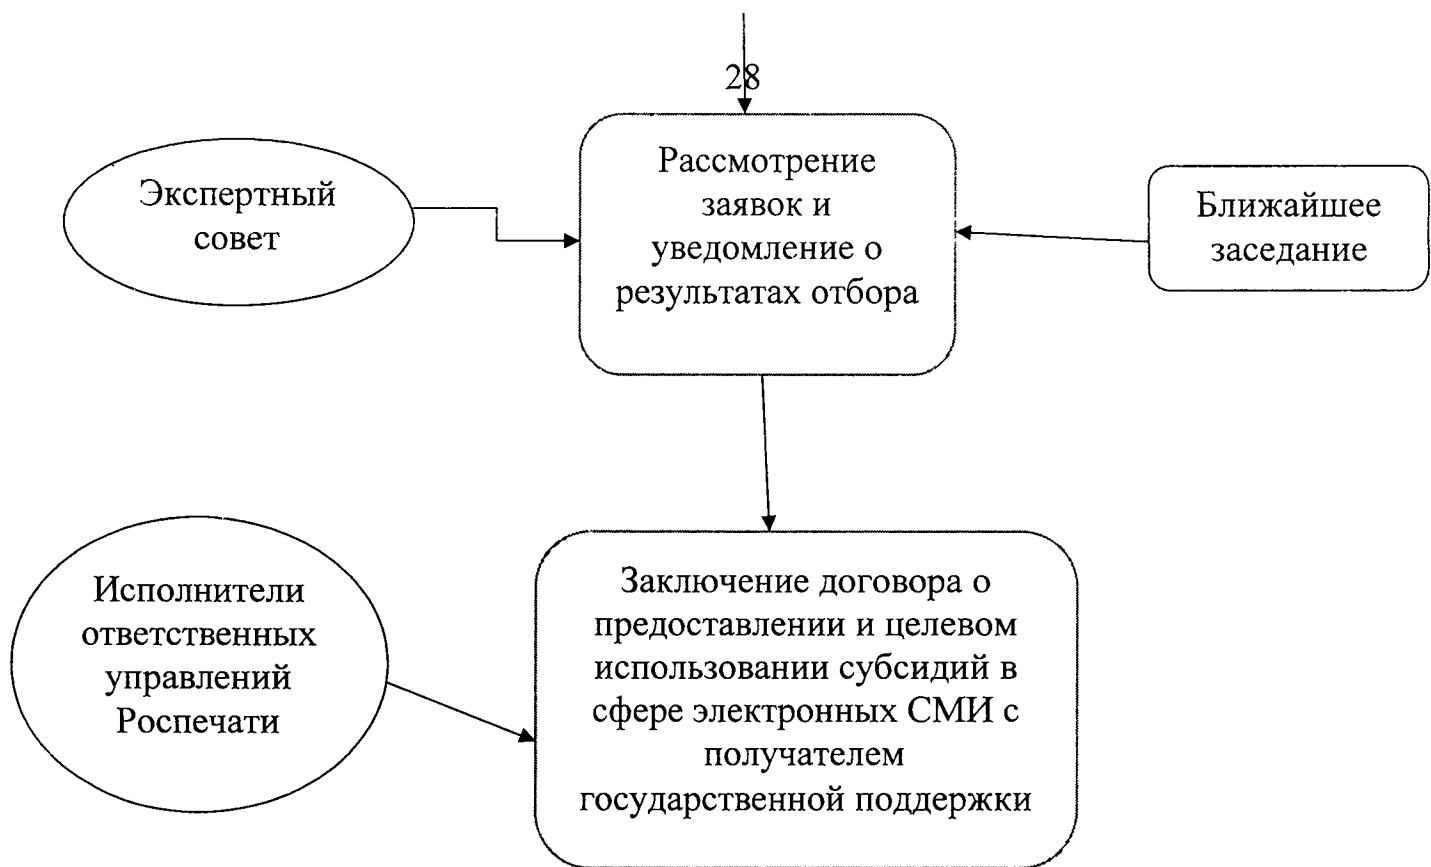 28
Экспертный
совет
Рассмотрение
заявок и
уведомление о
результатах отбора
Ближайшее
заседание
Исполнители
ответственных
управлений
Роспечати
Заключение договора о
предоставлении и целевом
использовании субсидий в
сфере электронных СМИ с
получателем
государственной поддержки